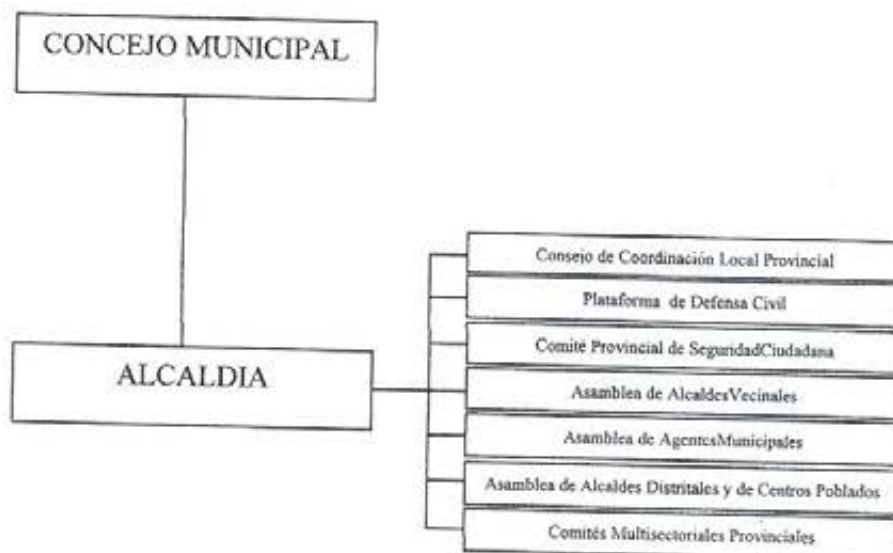 CONCEJO MUNICIPAL
Consejo de Coordinación Local Provincial
Plataforma de Defensa Civil
Comité Provincial de SeguridadCiudadana
ALCALDIA
Asamblea de AlcaldesVecinales
Asamblea de AgentesMunicipales
Asamblea de Alcaldes Distritales y de Centros Poblados
Comités Multisectoriales Provinciales